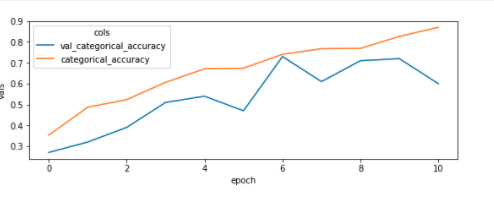 0.9
0.8
0.7
0.6
0.5
0.4
0.3
vals
cols
val_categorical_accuracy
categorical_accuracy
0 2 4 6 8 10
epoch